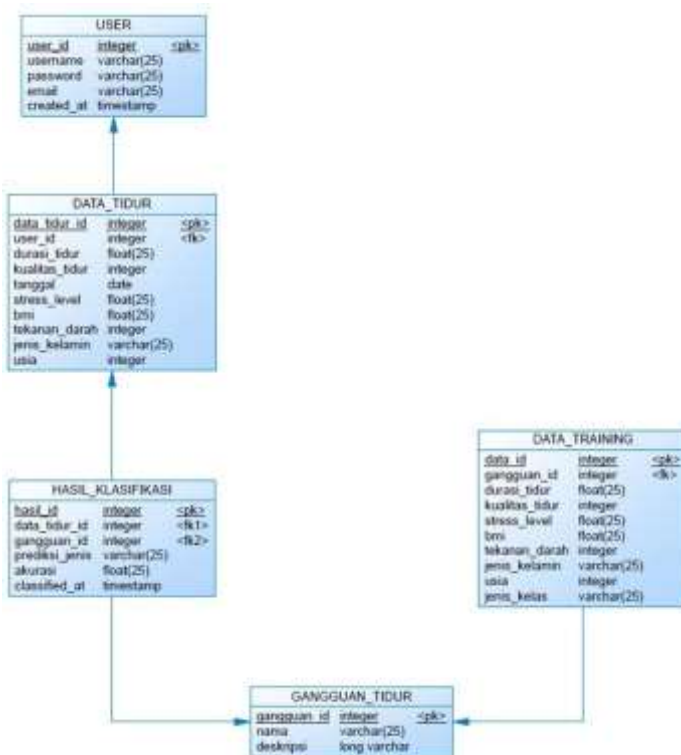 USER
user_id integer <pk>
username varchar(25)
password varchar(25)
email varchar(25)
created_at timestamp
DATA_TIDUR
data_tidur_id integer <pk>
user_id integer <fk>
durasi_tidur float(25)
kualitas_tidur integer
tanggal date
stress_level float(25)
bmi float(25)
tekanan_darah integer
jenis_kelamin varchar(25)
usia integer
HASIL_KLASIFIKASI
hasil_id integer <pk>
data_tidur_id integer <fk1>
gangguan_id integer <fk2>
prediksi_jenis varchar(25)
akurasi float(25)
classified_at timestamp
DATA_TRAINING
data_id integer <pk>
gangguan_id integer <fk>
durasi_tidur float(25)
kualitas_tidur integer
stress_level float(25)
bmi float(25)
tekanan_darah integer
jenis_kelamin varchar(25)
usia integer
jenis_kelas varchar(25)
GANGGUAN_TIDUR
gangguan_id integer <pk>
nama varchar(25)
deskripsi long varchar